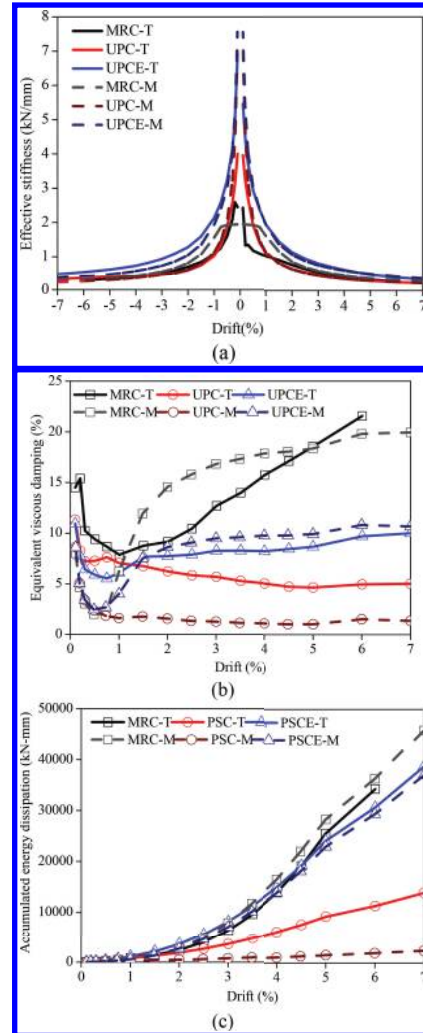 8
7
6
5
4
3
2
1
0
Effective stiffness (kN/mm)
MRC-T
UPC-T
UPCE-T
MRC-M
UPC-M
UPCE-M
-7 -6 -5 -4 -3 -2 -1 0 1 2 3 4 5 6 7
Drift(%)
(a)
25
20
15
10
5
0
Equivalent viscous damping (%)
MRC-T UPC-T UPCE-T
MRC-M UPC-M UPCE-M
0 1 2 3 4 5 6 7
Drift (%)
(b)
50000
40000
30000
20000
10000
0
Accumulated energy dissipation (kN-mm)
MRC-T PSC-T PSCE-T
MRC-M PSC-M PSCE-M
0 1 2 3 4 5 6 7
Drift (%)
(c)